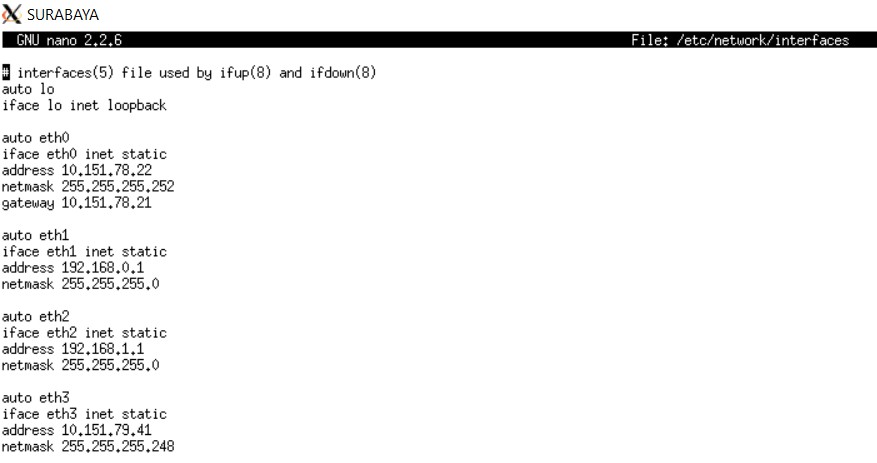 SURABAYA
GNU nano 2.2.6 File: /etc/network/interfaces
# interfaces(5) file used by ifup(8) and ifdown(8)
auto lo
iface lo inet loopback
auto eth0
iface eth0 inet static
address 10.151.78.22
netmask 255.255.255.252
gateway 10.151.78.21
auto eth1
iface eth1 inet static
address 192.168.0.1
netmask 255.255.255.0
auto eth2
iface eth2 inet static
address 192.168.1.1
netmask 255.255.255.0
auto eth3
iface eth3 inet static
address 10.151.79.41
netmask 255.255.255.248